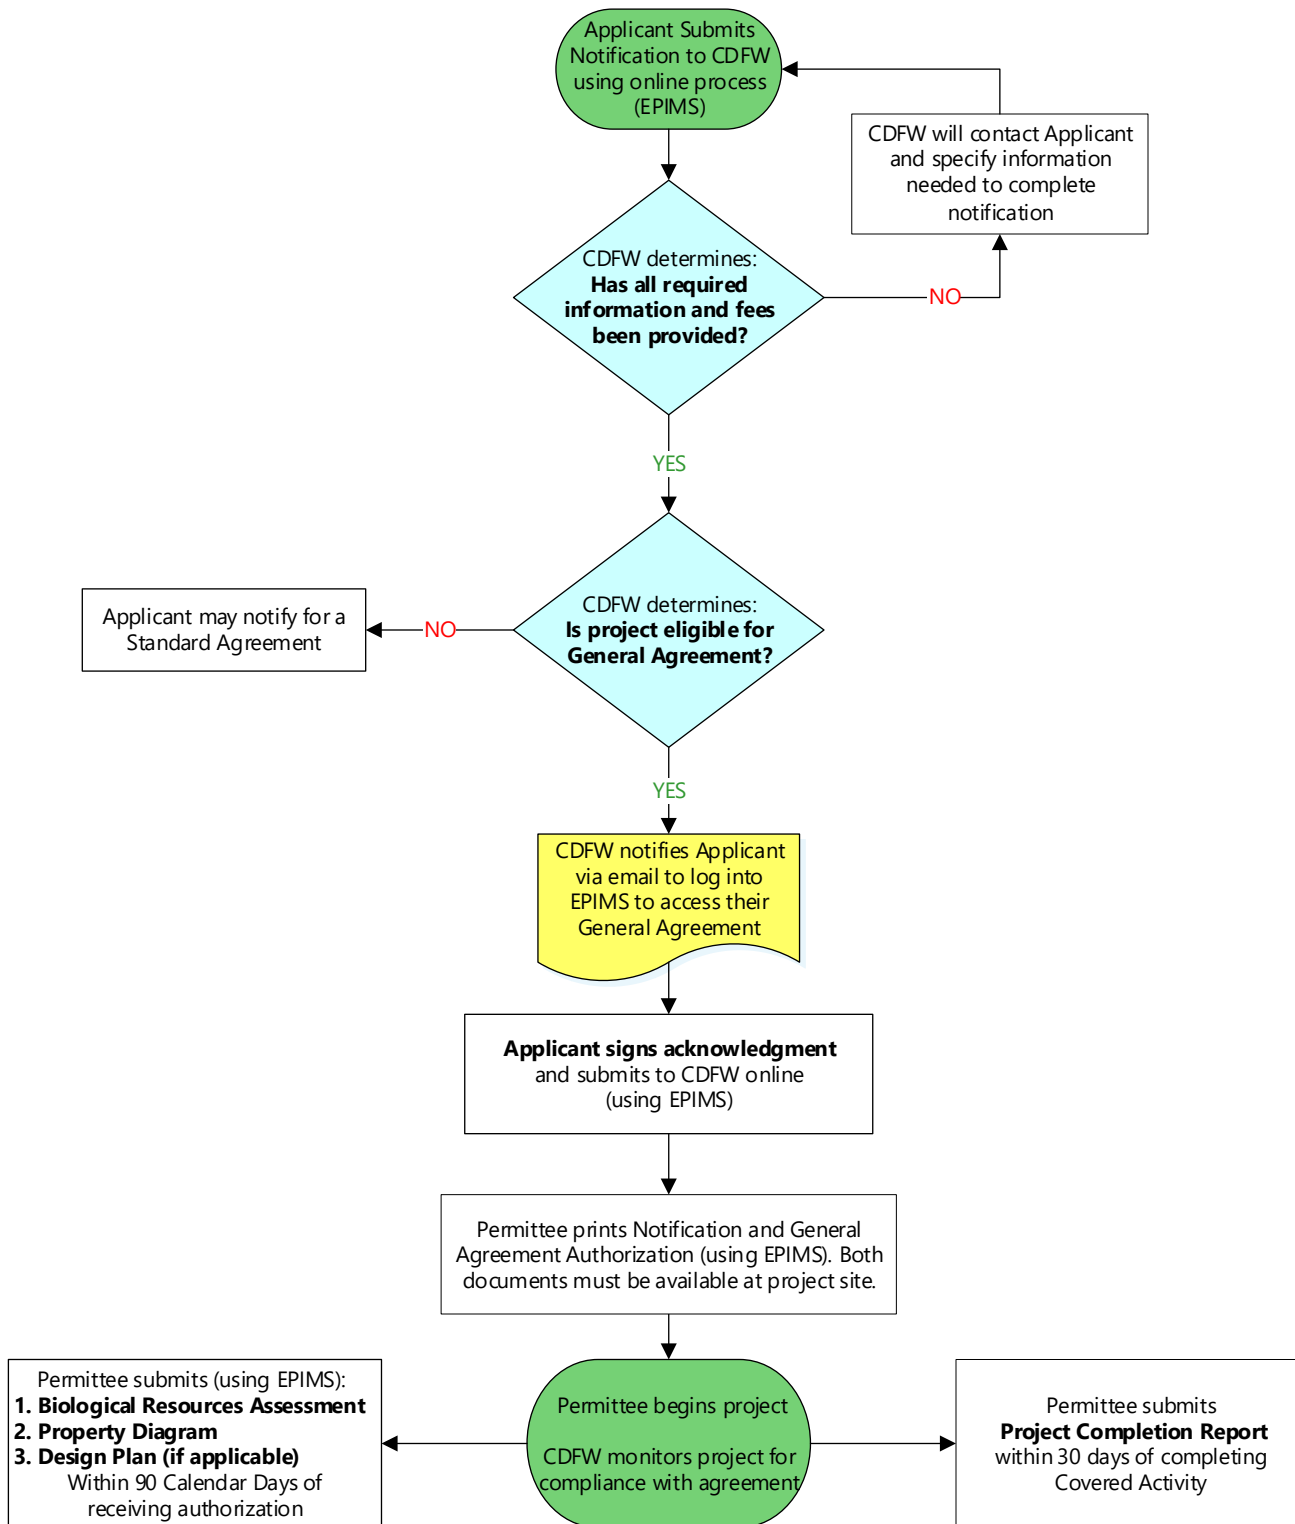 Applicant Submits
Notification to CDFW
using online process
(EPIMS)
CDFW will contact Applicant
and specify information
needed to complete
notification
CDFW determines:
Has all required
information and fees
been provided?
NO
YES
CDFW determines:
Is project eligible for
General Agreement?
NO
Applicant may notify for a
Standard Agreement
YES
CDFW notifies Applicant
via email to log into
EPIMS to access their
General Agreement
Applicant signs acknowledgment
and submits to CDFW online
(using EPIMS)
Permittee prints Notification and General
Agreement Authorization (using EPIMS). Both
documents must be available at project site.
Permittee submits (using EPIMS):
1. Biological Resources Assessment
2. Property Diagram
3. Design Plan (if applicable)
Within 90 Calendar Days of
receiving authorization
Permittee begins project
CDFW monitors project for
compliance with agreement
Permittee submits
Project Completion Report
within 30 days of completing
Covered Activity